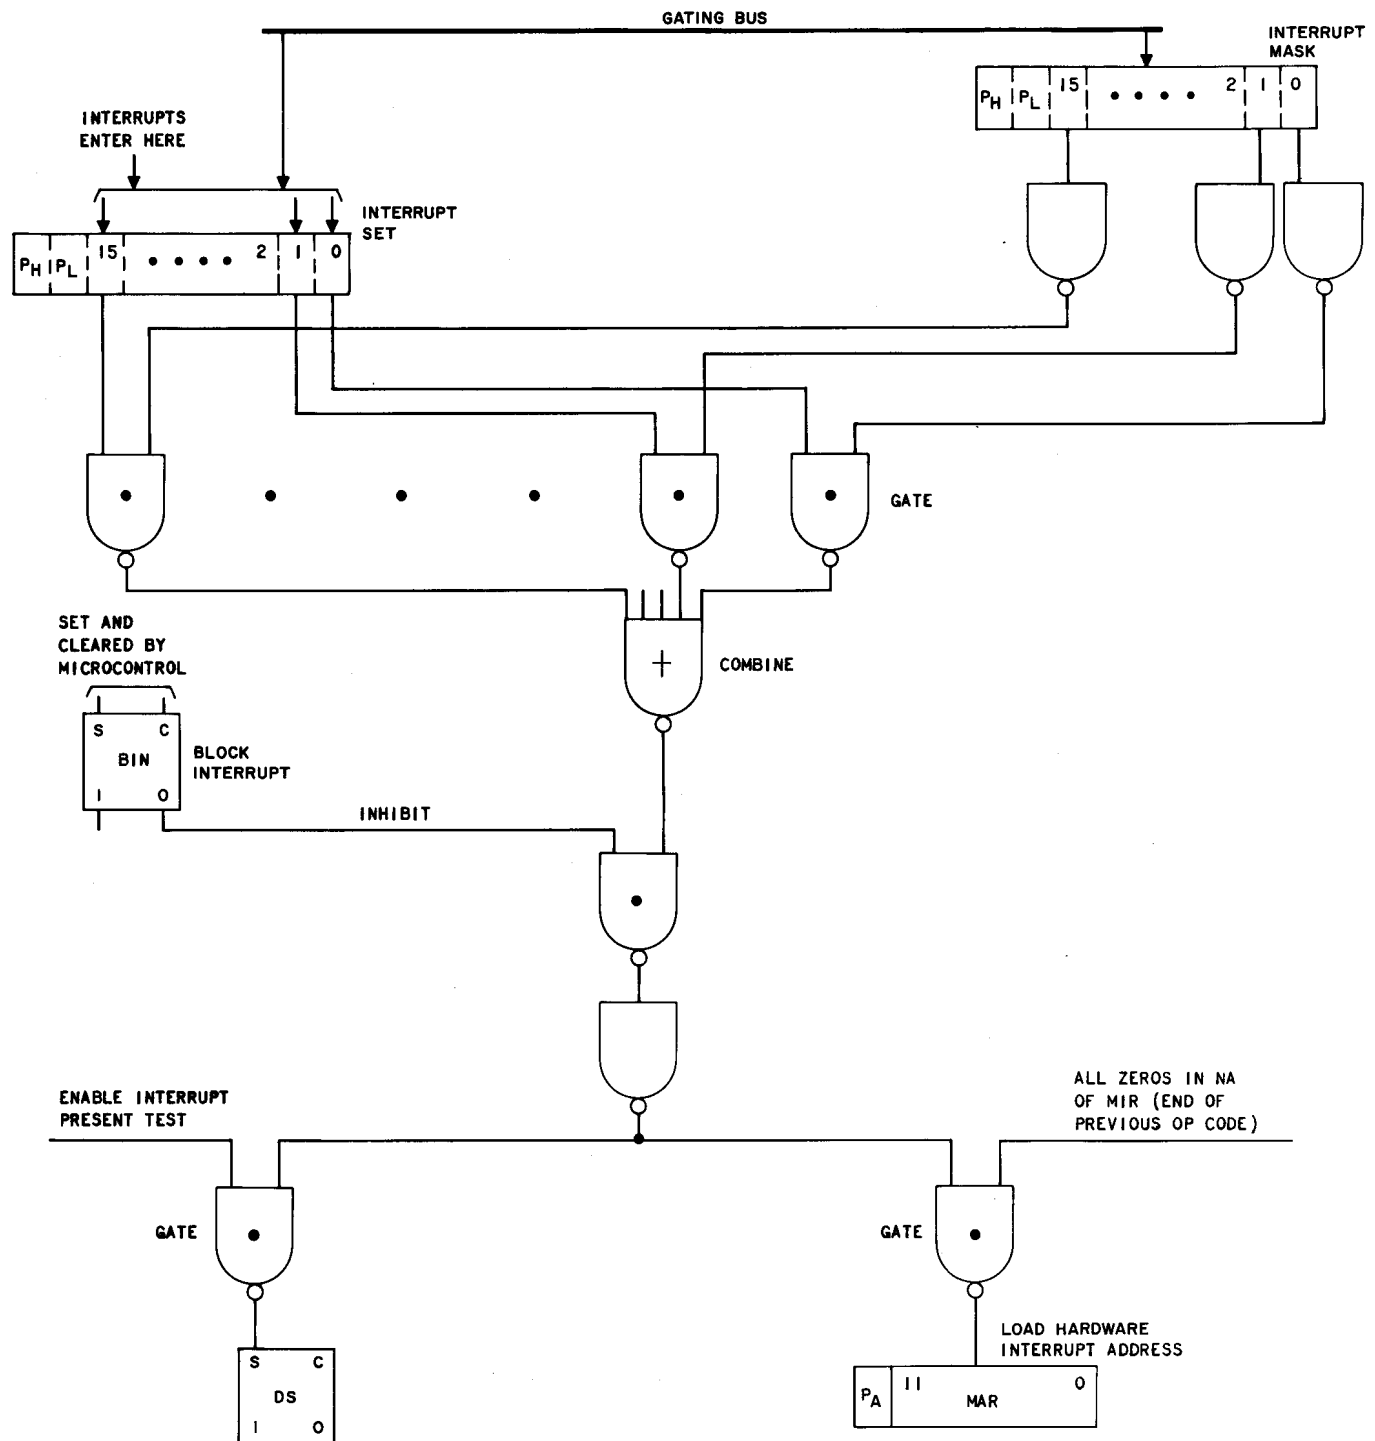 GATING BUS
INTERRUPT
MASK
PH PL 15 • • • • 2 1 0
INTERRUPTS
ENTER HERE
INTERRUPT
SET
PH PL 15 • • • • 2 1 0
GATE
SET AND
CLEARED BY
MICROCONTROL
+
COMBINE
S C
BIN
1 0
BLOCK
INTERRUPT
INHIBIT
ENABLE INTERRUPT
PRESENT TEST
ALL ZEROS IN NA
OF MIR (END OF
PREVIOUS OP CODE)
GATE
GATE
LOAD HARDWARE
INTERRUPT ADDRESS
S C
DS
1 0
PA 11 MAR 0